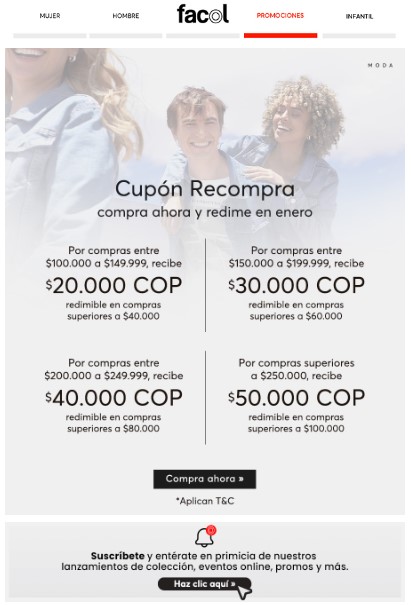 MUJER
HOMBRE
facol
PROMOCIONES
INFANTIL
MODA
Cupón Recompra
compra ahora y redime en enero
Por compras entre
$100.000 a $149.999, recibe
$20.000 COP
redimible en compras
superiores a $40.000
Por compras entre
$150.000 a $199.999, recibe
$30.000 COP
redimible en compras
superiores a $60.000
Por compras entre
$200.000 a $249.999, recibe
$40.000 COP
redimible en compras
superiores a $80.000
Por compras superiores
a $250.000, recibe
$50.000 COP
redimible en compras
superiores a $100.000
Compra ahora »
*Aplican T&C
Suscríbete y entérate en primicia de nuestros
lanzamientos de colección, eventos online, promos y más.
Haz clic aquí »